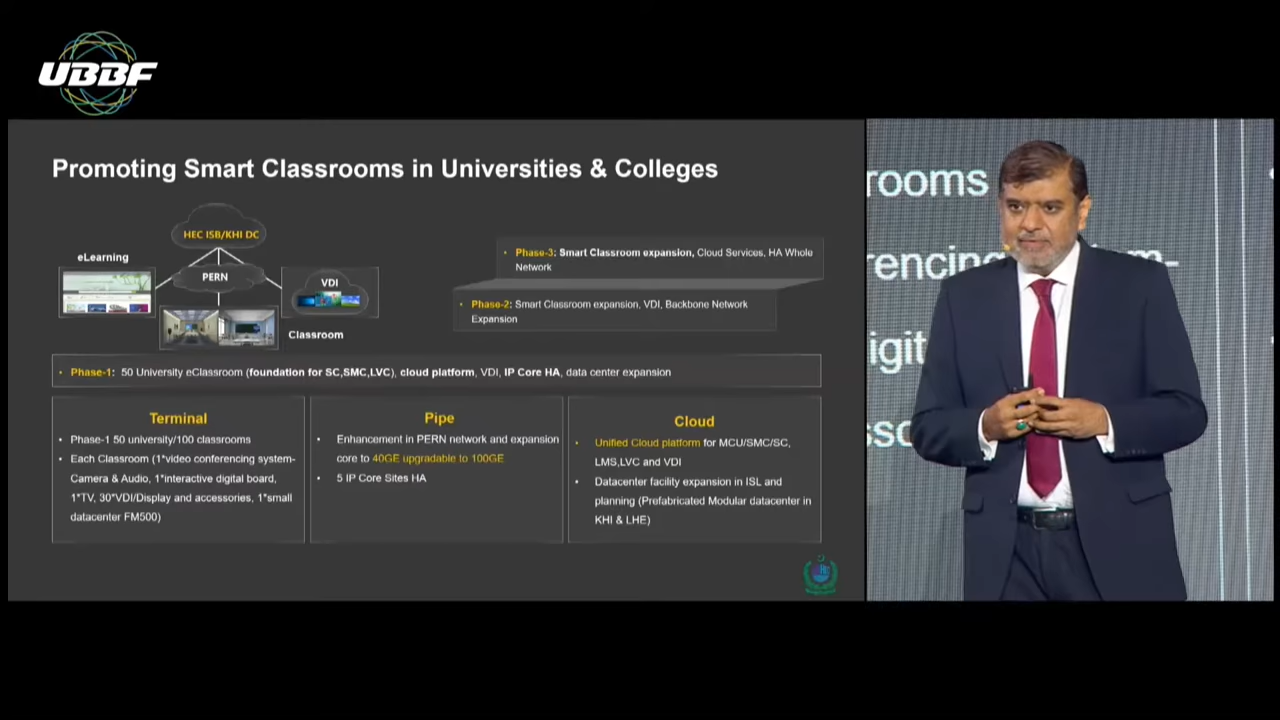 UBBF
Promoting Smart Classrooms in Universities & Colleges
HEC ISB/KHI DC
eLearning
PERN
VDI
Classroom
• Phase-3: Smart Classroom expansion, Cloud Services, HA Whole
Network
• Phase-2: Smart Classroom expansion, VDI, Backbone Network
Expansion
• Phase-1: 50 University eClassroom (foundation for SC,SMC,LVC), cloud platform, VDI, IP Core HA, data center expansion
Terminal
• Phase-1 50 university/100 classrooms
• Each Classroom (1*video conferencing system-
Camera & Audio, 1*interactive digital board,
1*TV, 30*VDI/Display and accessories, 1*small
datacenter FM500)
Pipe
• Enhancement in PERN network and expansion
core to 40GE upgradable to 100GE
• 5 IP Core Sites HA
Cloud
• Unified Cloud platform for MCU/SMC/SC,
LMS,LVC and VDI
• Datacenter facility expansion in ISL and
planning (Prefabricated Modular datacenter in
KHI & LHE)
rooms
rencing
m-
igit
sso